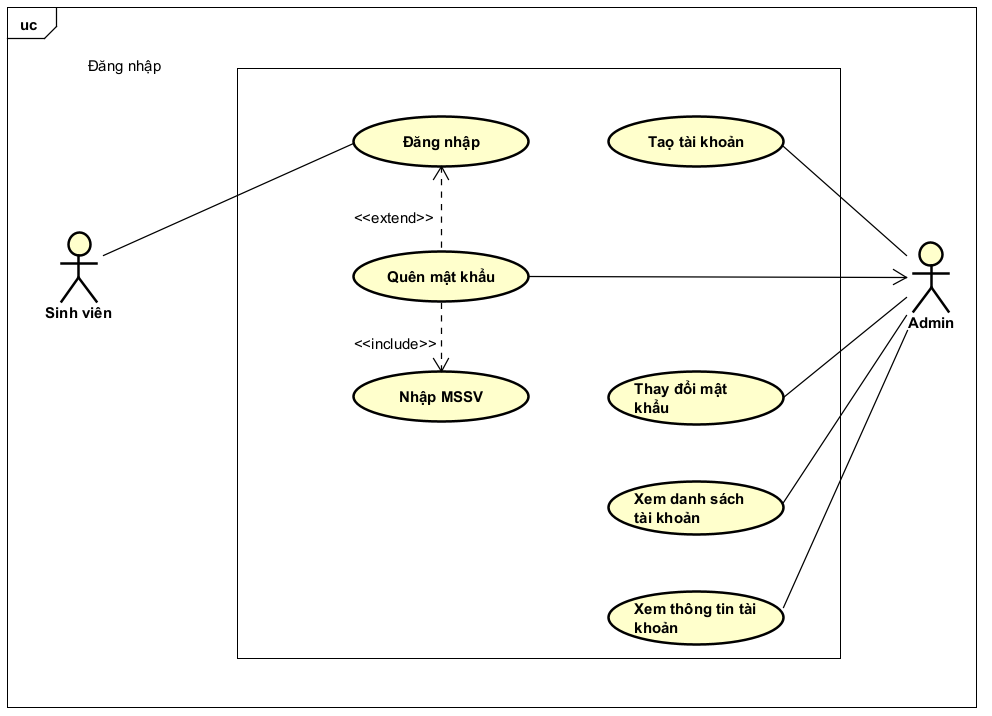 uc
Đăng nhập
Đăng nhập
Taọ tài khoản
<<extend>>
Quên mật khẩu
Sinh viên
Admin
<<include>>
Nhập MSSV
Thay đổi mật
khẩu
Xem danh sách
tài khoản
Xem thông tin tài
khoản